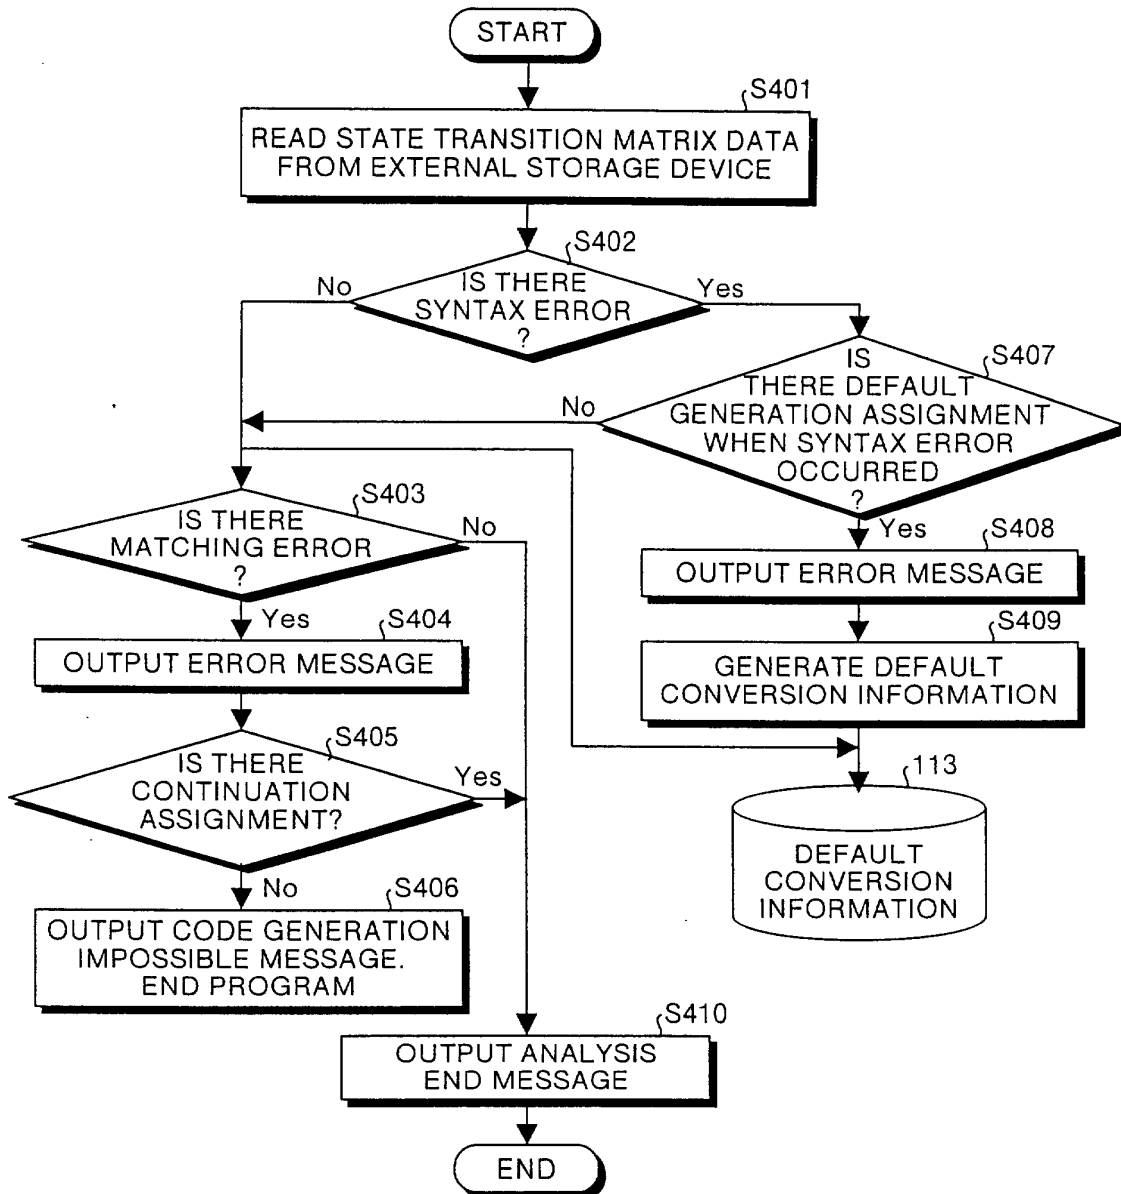 START
S401
READ STATE TRANSITION MATRIX DATA
FROM EXTERNAL STORAGE DEVICE
S402
IS THERE
SYNTAX ERROR
?
No
Yes
S407
IS
THERE DEFAULT
GENERATION ASSIGNMENT
WHEN SYNTAX ERROR
OCCURRED
?
No
Yes
S403
IS THERE
MATCHING ERROR
?
No
Yes
S408
OUTPUT ERROR MESSAGE
S404
OUTPUT ERROR MESSAGE
S409
GENERATE DEFAULT
CONVERSION INFORMATION
S405
IS THERE
CONTINUATION
ASSIGNMENT?
Yes
No
113
DEFAULT
CONVERSION
INFORMATION
S406
OUTPUT CODE GENERATION
IMPOSSIBLE MESSAGE.
END PROGRAM
S410
OUTPUT ANALYSIS
END MESSAGE
END